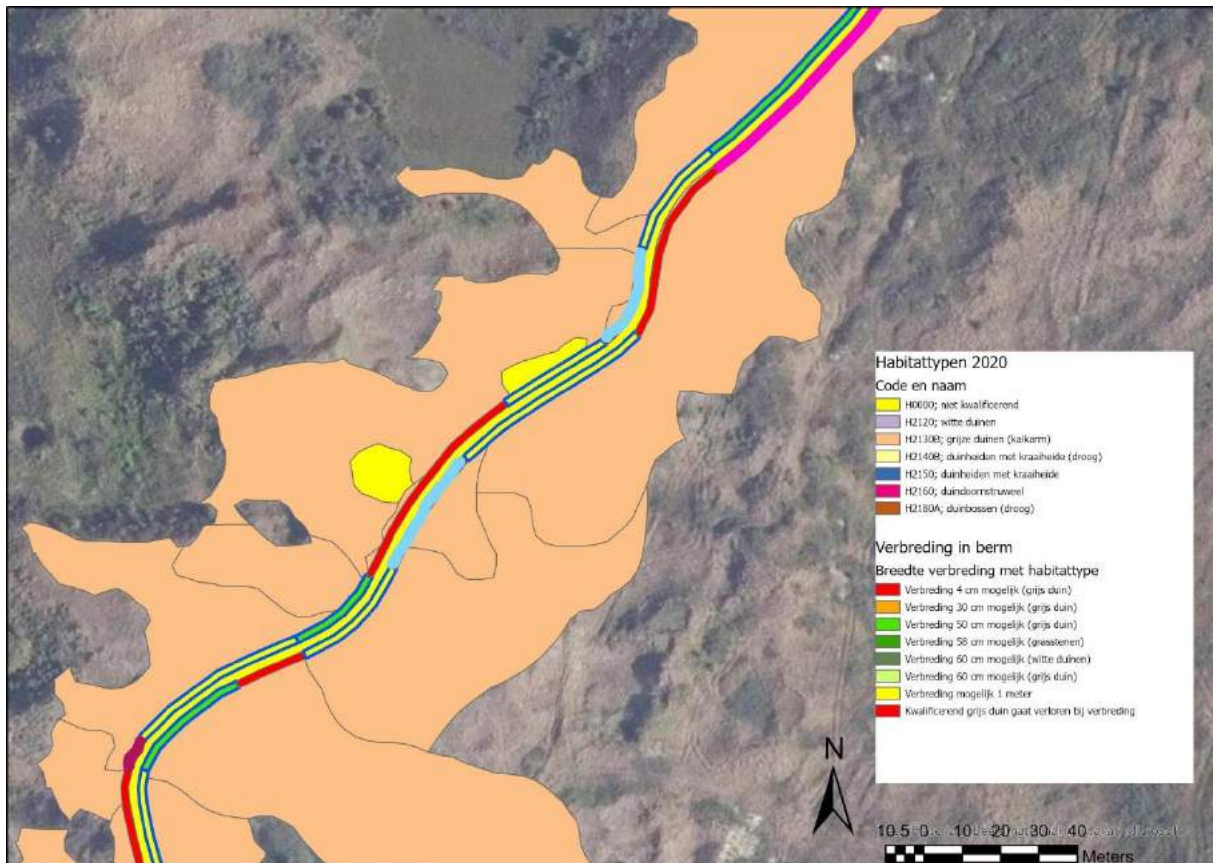 Habitattypen 2020
Code en naam
H0000; niet kwalificerend
H2120; witte duinen
H2130B; grijze duinen (kalkarm)
H2140B; duinheiden met kraaiheide (droog)
H2150; duinheiden met kraaiheide
H2160; duindoornstruweel
H2180A; duinbossen (droog)
Verbreding in berm
Breedte verbreding met habitattype
Verbreding 4 cm mogelijk (grijs duin)
Verbreding 30 cm mogelijk (grijs duin)
Verbreding 50 cm mogelijk (grijs duin)
Verbreding 58 cm mogelijk (grasstenen)
Verbreding 60 cm mogelijk (witte duinen)
Verbreding 60 cm mogelijk (grijs duin)
Verbreding mogelijk 1 meter
Kwalificerend grijs duin gaat verloren bij verbreding
N
10 5 0 10 20 30 40
Meters